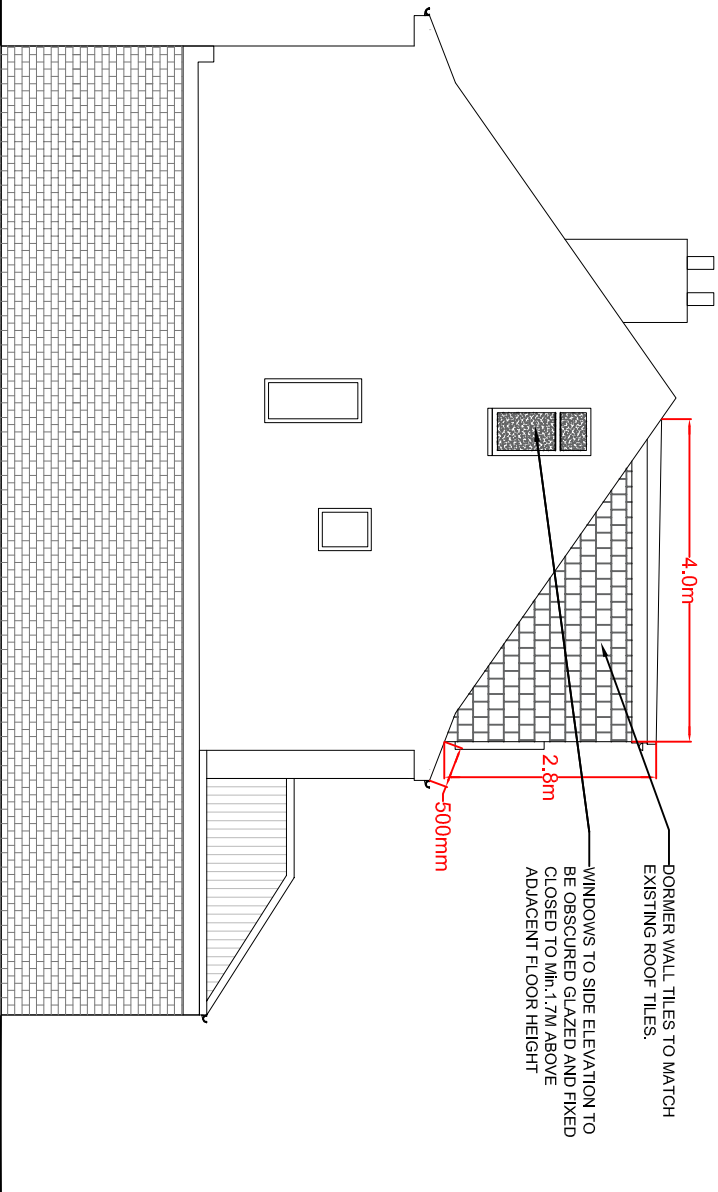 4.0m
DORMER WALL TILES TO MATCH
EXISTING ROOF TILES.
2.8m
WINDOWS TO SIDE ELEVATION TO
BE OBSCURED GLAZED AND FIXED
CLOSED TO Min.1.7M ABOVE
ADJACENT FLOOR HEIGHT
500mm